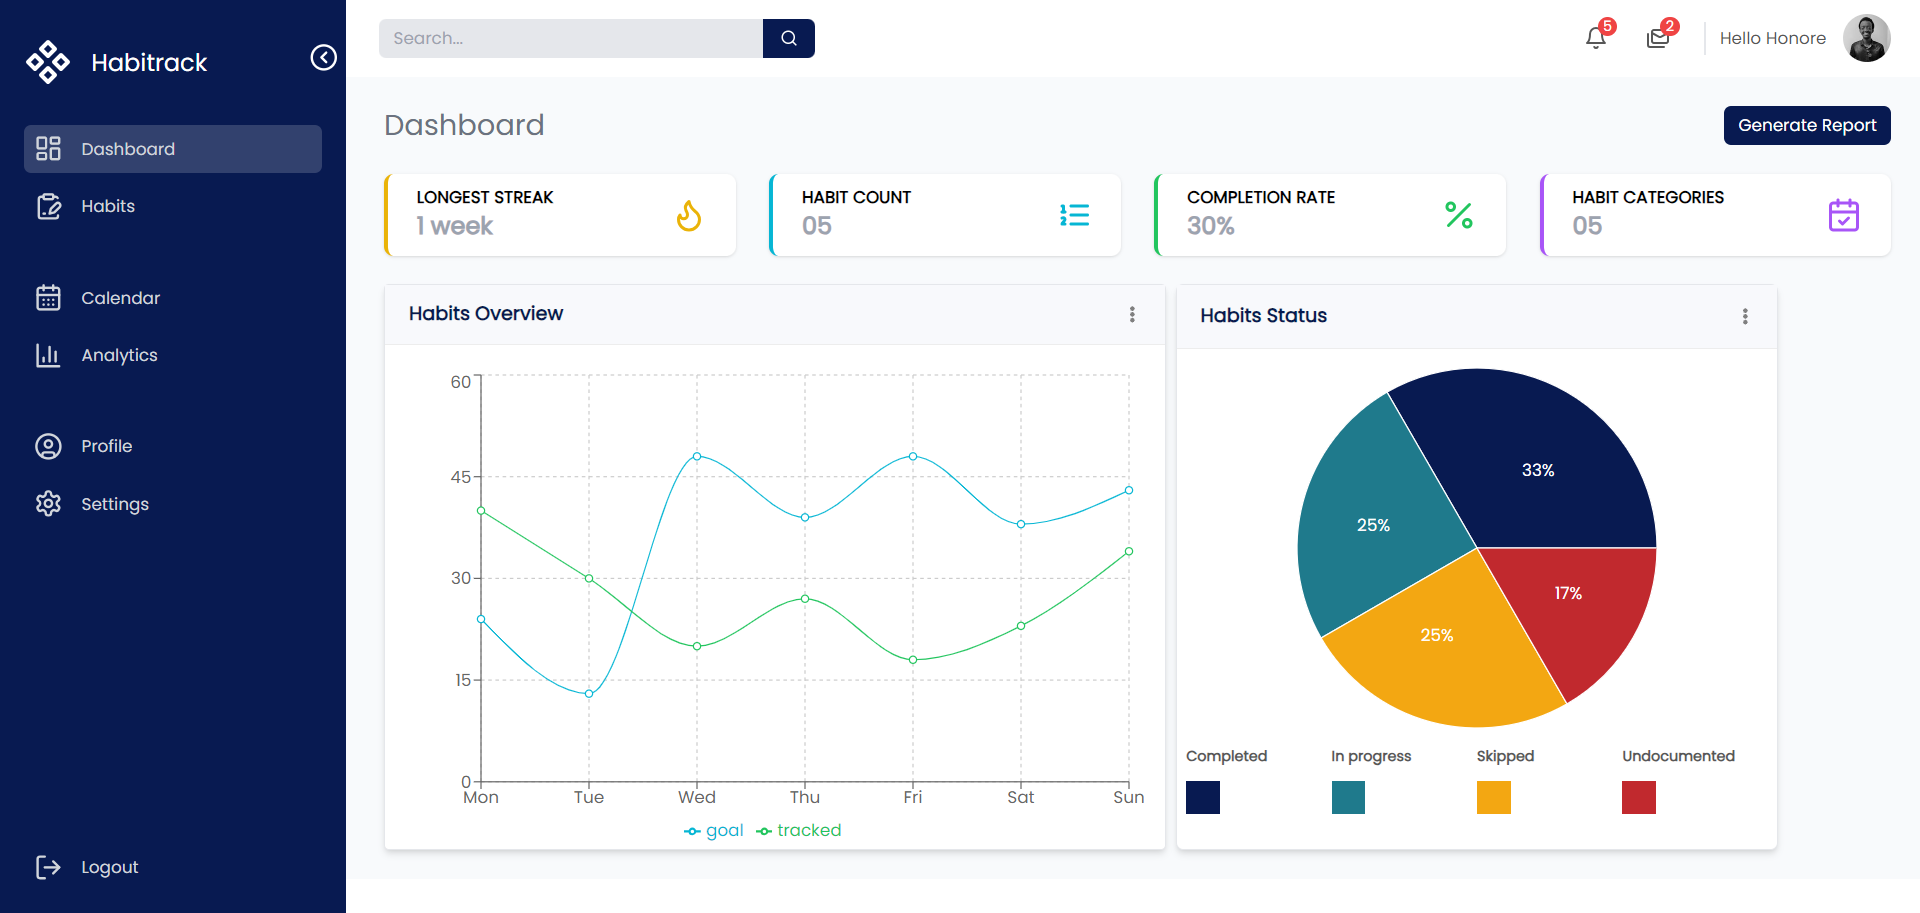 Habitrack
Dashboard
Habits
Calendar
Analytics
Profile
Settings
Logout
Search...
5
2
Hello Honore
Dashboard
Generate Report
LONGEST STREAK
1 week
HABIT COUNT
05
COMPLETION RATE
30%
HABIT CATEGORIES
05
Habits Overview
60
45
30
15
0
Mon Tue Wed Thu Fri Sat Sun
goal tracked
Habits Status
33%
25%
17%
25%
Completed In progress Skipped Undocumented